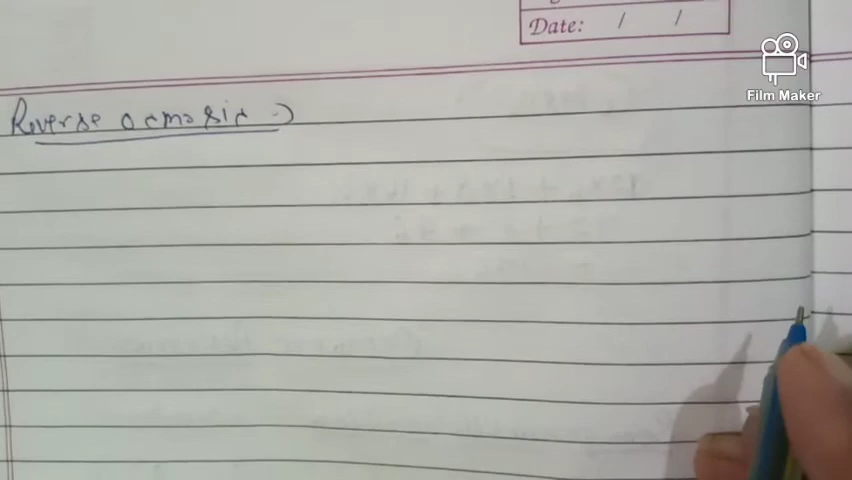 Date: / /
Film Maker
Reverse osmosis →